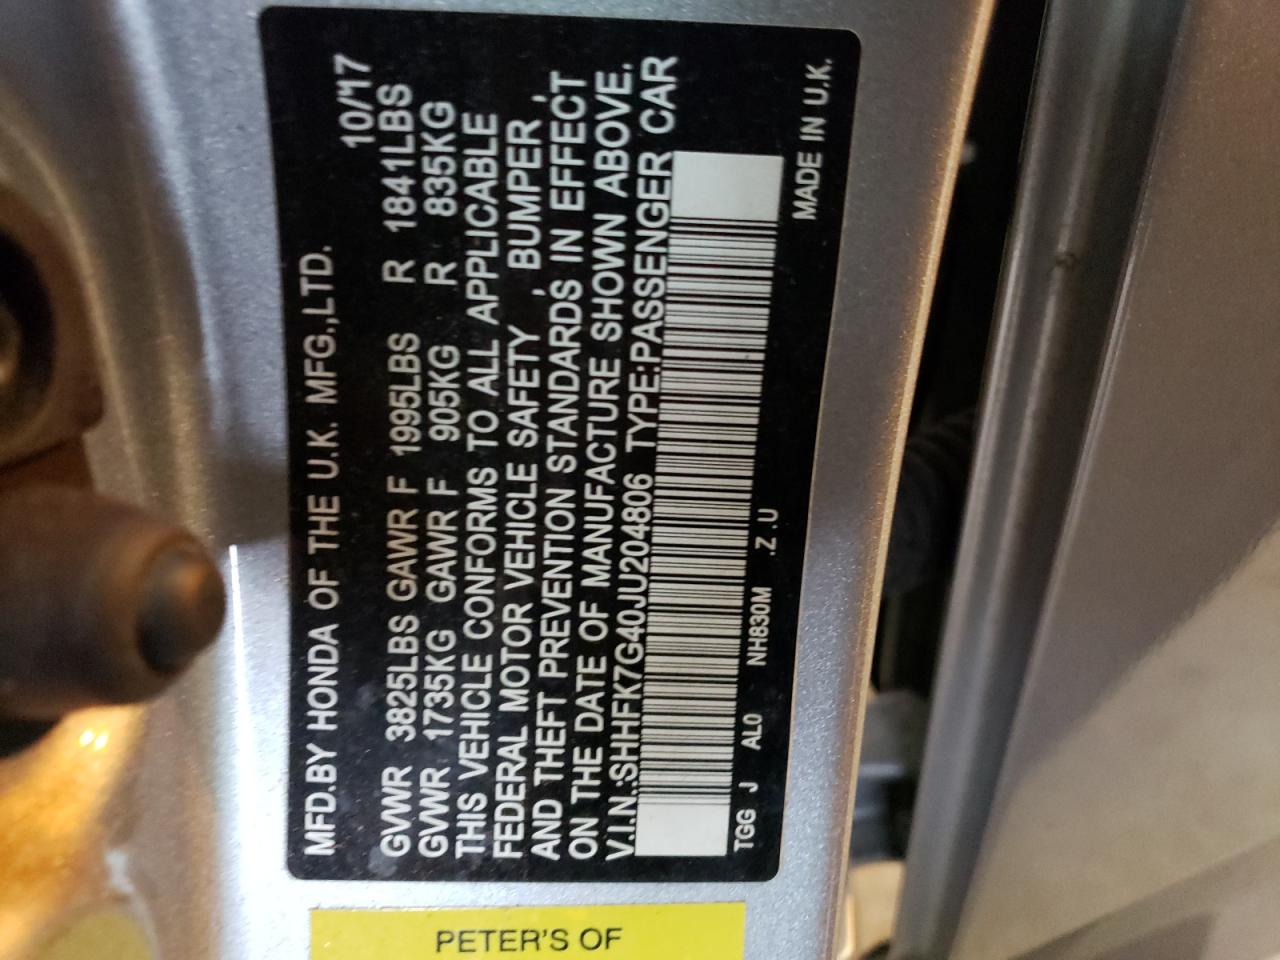 MFD.BY HONDA OF THE U.K. MFG.,LTD. 10/17
GVWR 3825LBS GAWR F 1995LBS R 1841LBS
GVWR 1735KG GAWR F 905KG R 835KG
THIS VEHICLE CONFORMS TO ALL APPLICABLE
FEDERAL MOTOR VEHICLE SAFETY , BUMPER ,
AND THEFT PREVENTION STANDARDS IN EFFECT
ON THE DATE OF MANUFACTURE SHOWN ABOVE.
V.I.N.:SHHFK7G40JU204806 TYPE:PASSENGER CAR
TGG J AL0 NH830M .Z .U MADE IN U.K.
PETER'S OF